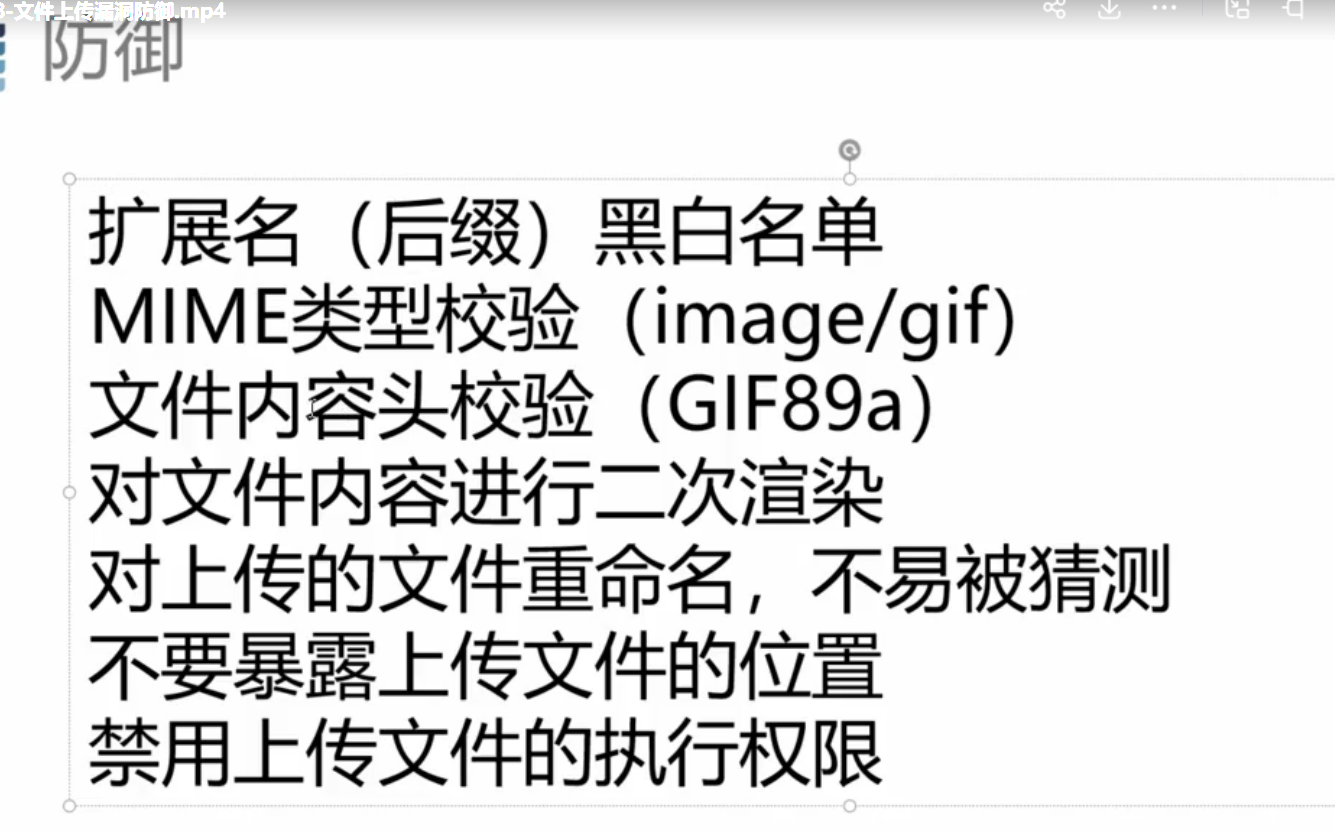 3-文件上传漏洞防御.mp4
防御
扩展名（后缀）黑白名单
MIME类型校验（image/gif）
文件内容头校验（GIF89a）
对文件内容进行二次渲染
对上传的文件重命名，不易被猜测
不要暴露上传文件的位置
禁用上传文件的执行权限